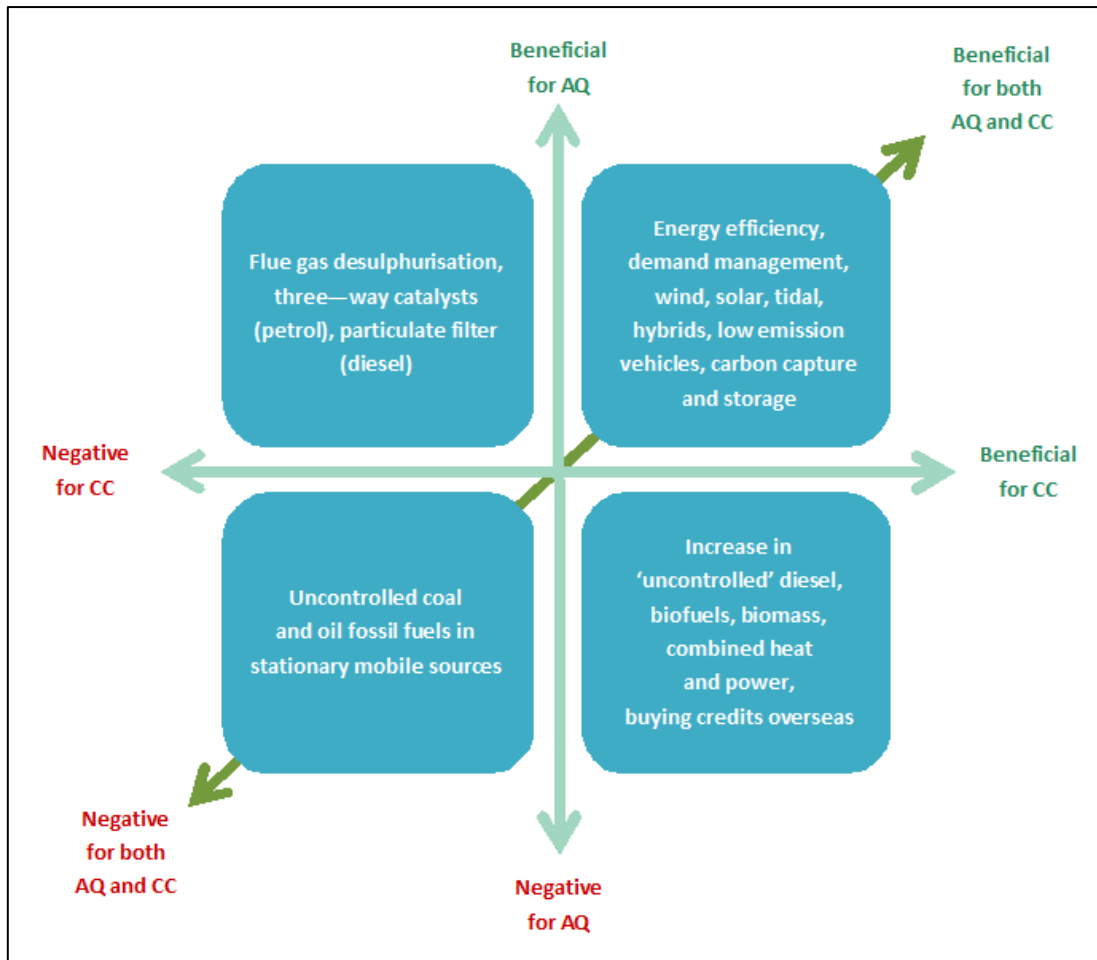 Beneficial
for AQ
Beneficial
for both
AQ and CC
Flue gas desulphurisation,
three—way catalysts
(petrol), particulate filter
(diesel)
Energy efficiency,
demand management,
wind, solar, tidal,
hybrids, low emission
vehicles, carbon capture
and storage
Negative
for CC
Beneficial
for CC
Uncontrolled coal
and oil fossil fuels in
stationary mobile sources
Increase in
‘uncontrolled’ diesel,
biofuels, biomass,
combined heat
and power,
buying credits overseas
Negative
for both
AQ and CC
Negative
for AQ